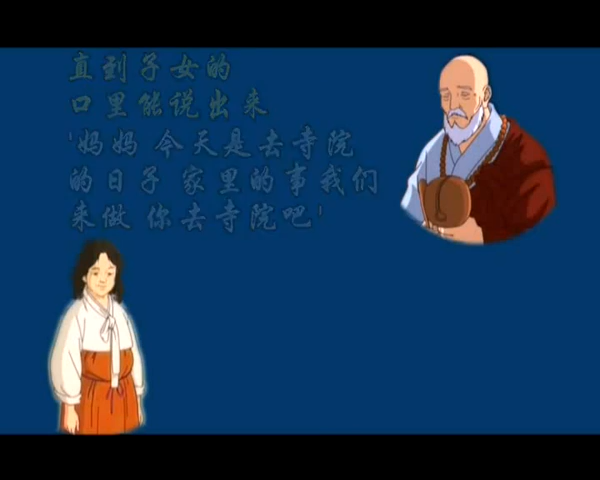 直到子女的
口里能说出来
'妈妈 今天是去寺院
的日子 家里的事我们
来做 你去寺院吧'